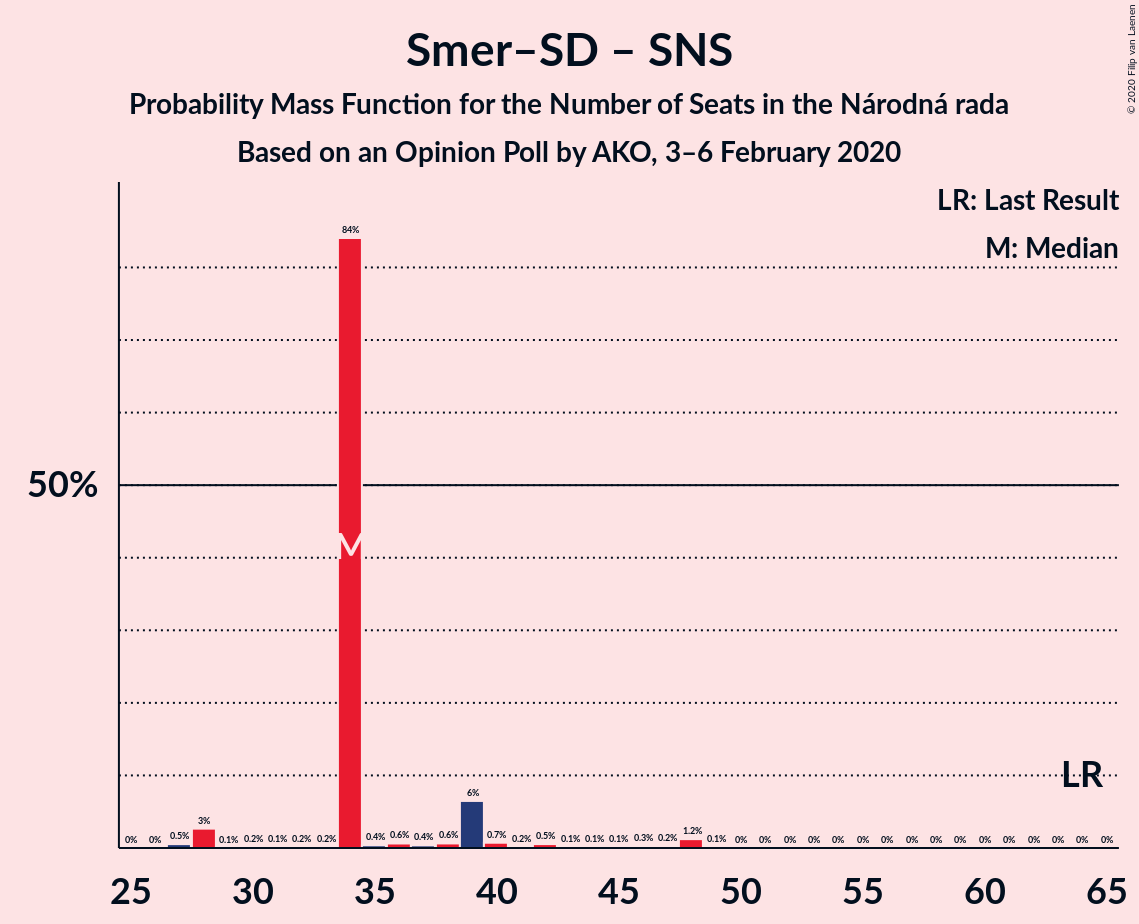 Smer–SD – SNS
Probability Mass Function for the Number of Seats in the Národná rada
Based on an Opinion Poll by AKO, 3–6 February 2020
© 2020 Filip van Laenen
LR: Last Result
M: Median
50%
0% 0% 0.5% 3% 0.1% 0.2% 0.1% 0.2% 0.2% 84% 0.4% 0.6% 0.4% 0.6% 6% 0.7% 0.2% 0.5% 0.1% 0.1% 0.1% 0.3% 0.2% 1.2% 0.1% 0% 0% 0% 0% 0% 0% 0% 0% 0% 0% 0% 0% 0% 0% 0% 0%
M
LR
25 30 35 40 45 50 55 60 65